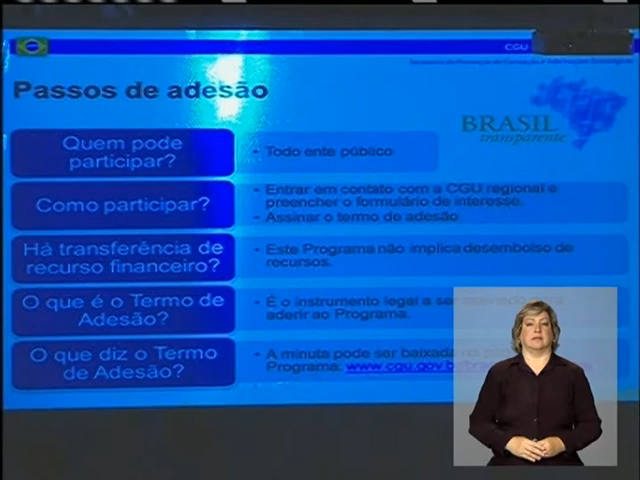 CGU
Passos de adesão
BRASIL
transparente
Quem pode
participar?
• Todo ente público
Como participar?
• Entrar em contato com a CGU regional e
preencher o formulário de interesse.
• Assinar o termo de adesão
Há transferência de
recurso financeiro?
• Este Programa não implica desembolso de
recursos.
O que é o Termo de
Adesão?
• É o instrumento legal a ser
aderir ao Programa.
O que diz o Termo
de Adesão?
• A minuta pode ser baixada
Programa: www.cgu.gov.br